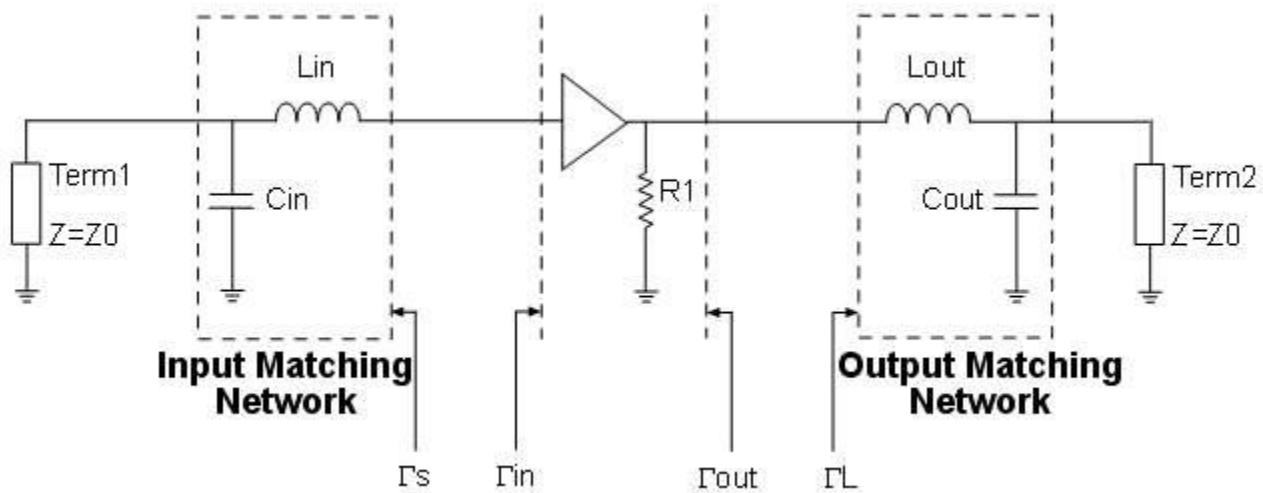 Lin
Lout
Term1
Z=Z0
Cin
R1
Cout
Term2
Z=Z0
Input Matching
Network
Output Matching
Network
Γs
Γin
Γout
ΓL